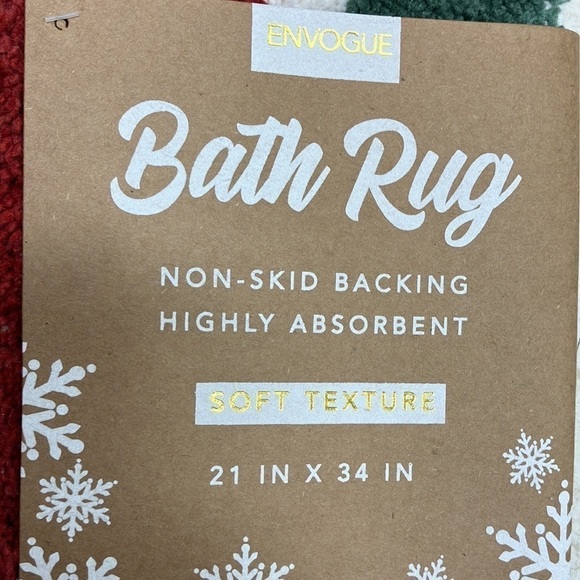 ENVOGUE
Bath Rug
NON-SKID BACKING
HIGHLY ABSORBENT
SOFT TEXTURE
21 IN X 34 IN